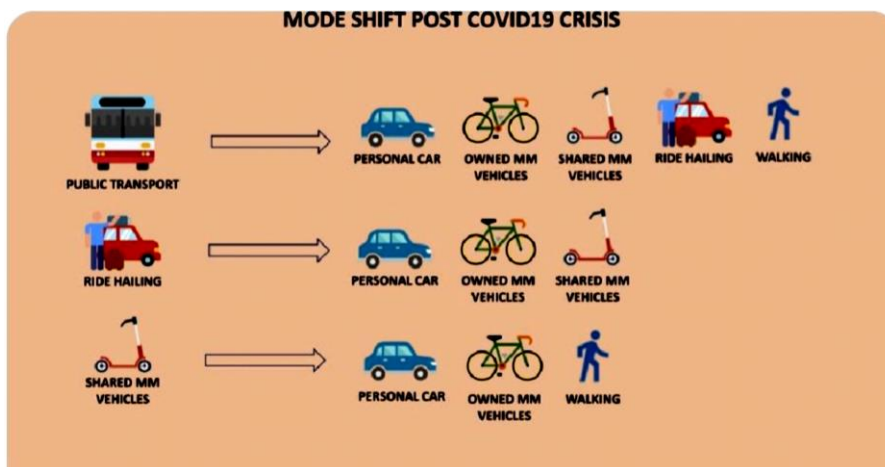 MODE SHIFT POST COVID19 CRISIS
PUBLIC TRANSPORT
PERSONAL CAR
OWNED MM
VEHICLES
SHARED MM
VEHICLES
RIDE HAILING
WALKING
RIDE HAILING
PERSONAL CAR
OWNED MM
VEHICLES
SHARED MM
VEHICLES
SHARED MM
VEHICLES
PERSONAL CAR
OWNED MM
VEHICLES
WALKING